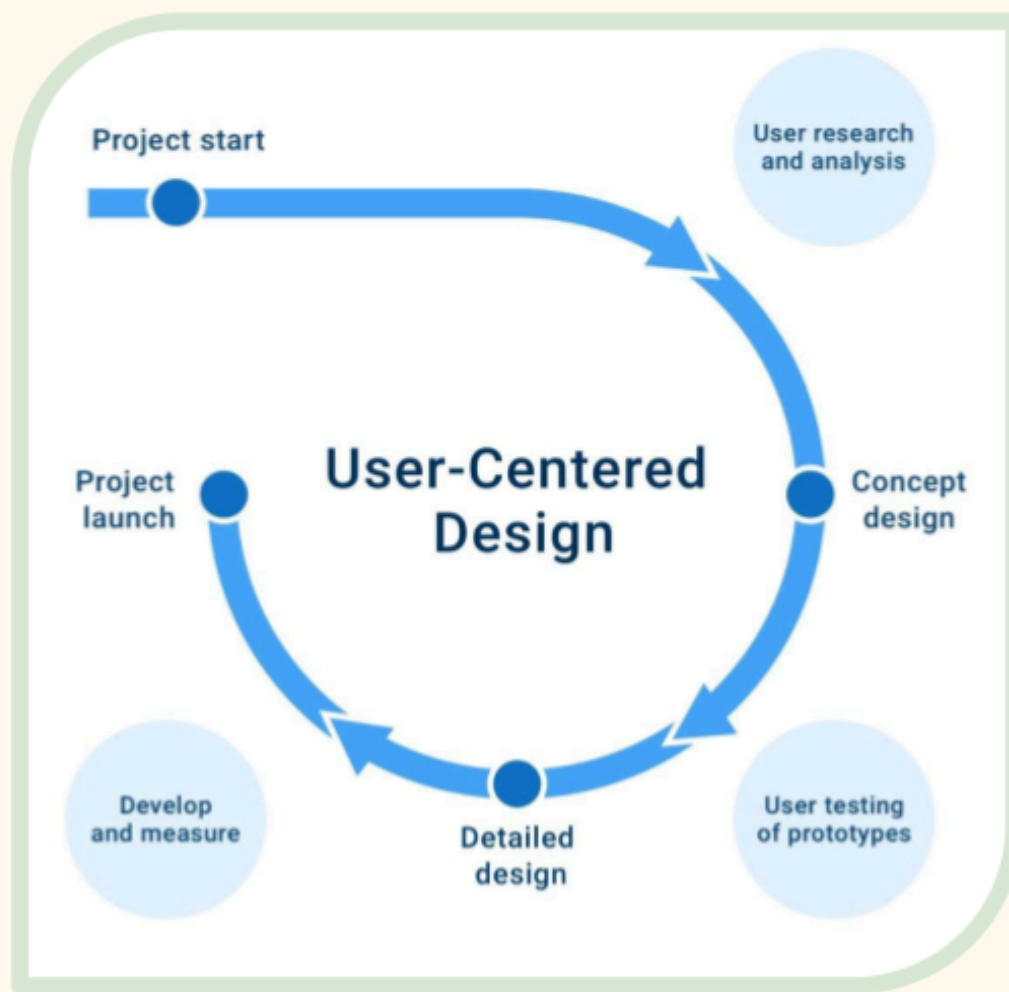 Project start
User research
and analysis
User-Centered
Design
Concept
design
Project
launch
Develop
and measure
Detailed
design
User testing
of prototypes